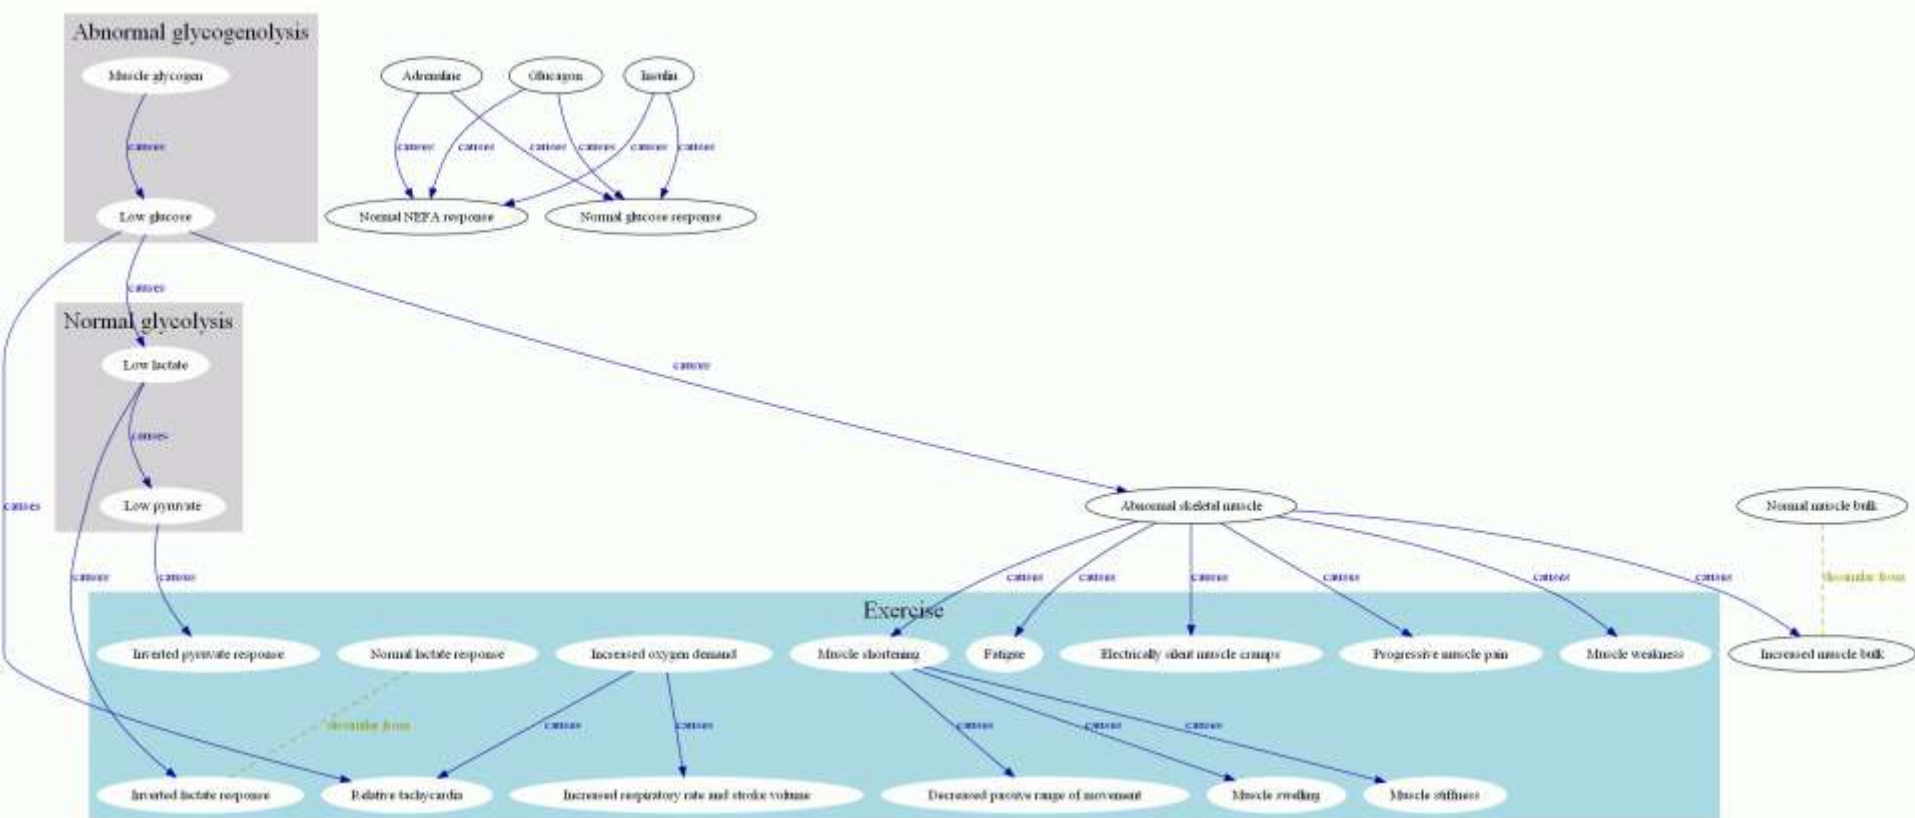 Abnormal glycogenolysis
Muscle glycogen
Adrenaline
Glucagon
Insulin
causes
causes
causes
causes
causes
causes
causes
Low glucose
Normal NEFA response
Normal glucose response
causes
Normal glycolysis
Low lactate
causes
causes
causes
Low pyruvate
Abnormal skeletal muscle
Normal muscle bulk
causes
causes
causes
causes
causes
causes
causes
causes
dissimilar from
Exercise
Inverted pyruvate response
Normal lactate response
Increased oxygen demand
Muscle shortening
Fatigue
Electrically silent muscle cramps
Progressive muscle pain
Muscle weakness
Increased muscle bulk
dissimilar from
causes
causes
causes
causes
causes
Inverted lactate response
Relative tachycardia
Increased respiratory rate and stroke volume
Decreased passive range of movement
Muscle swelling
Muscle stiffness